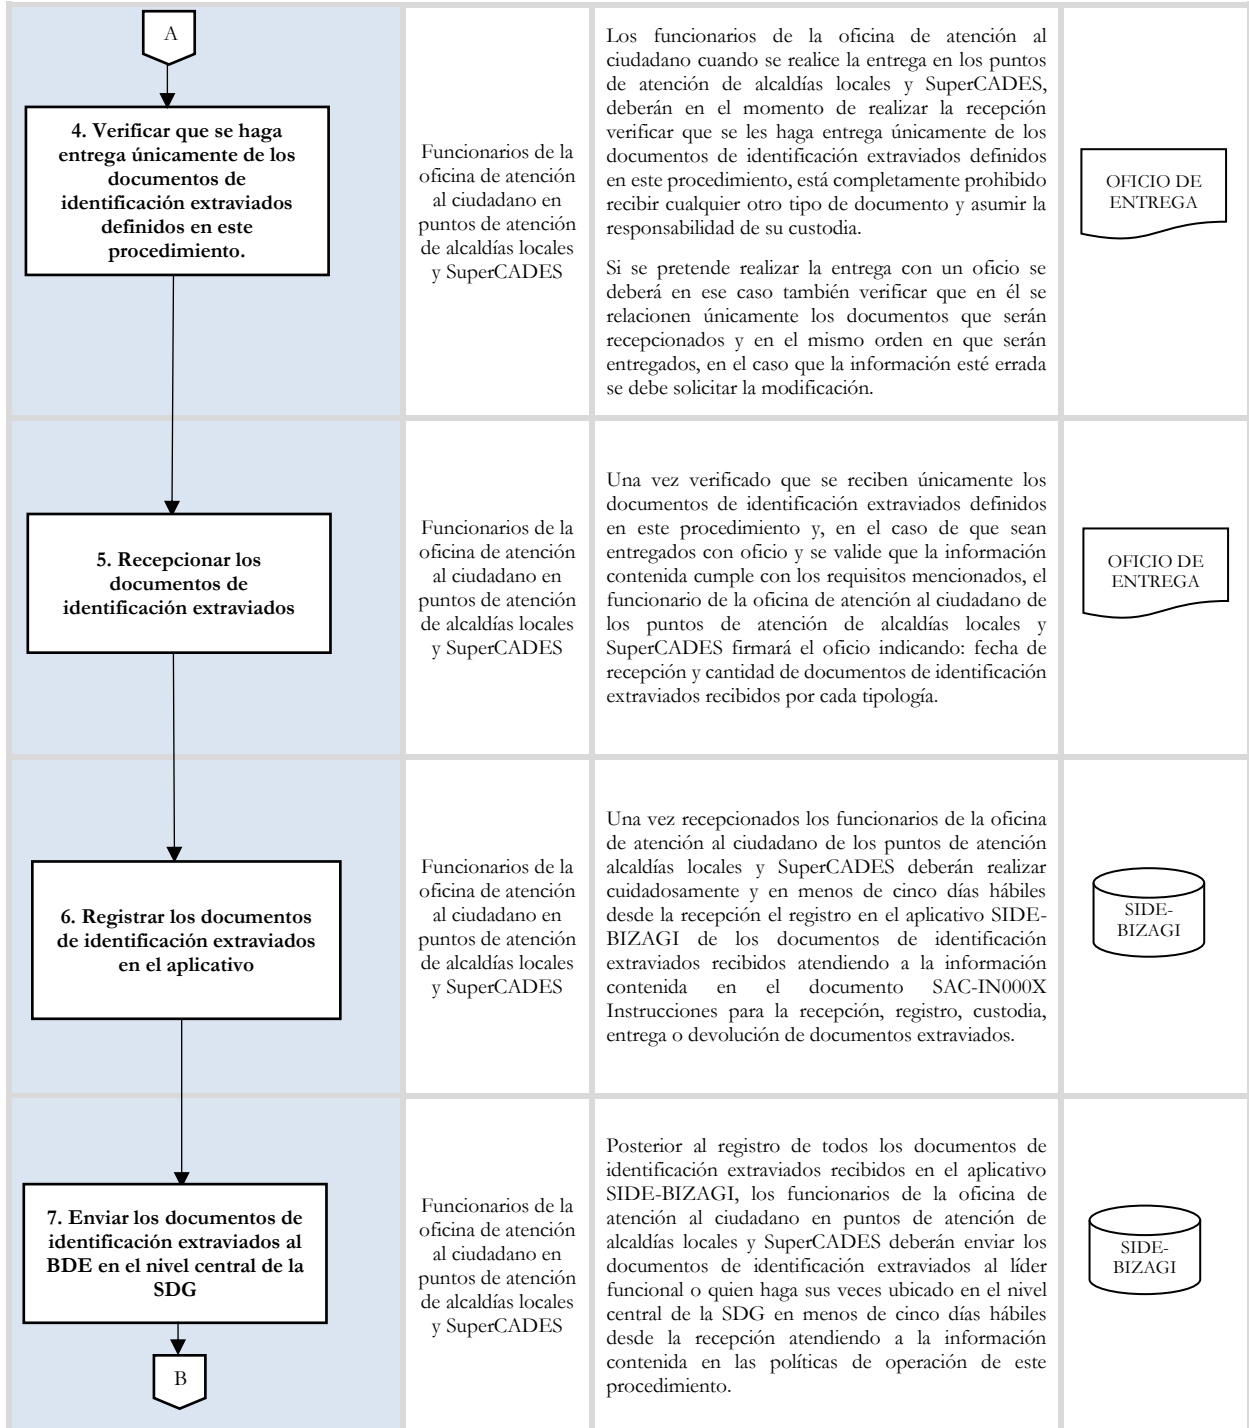 A
4. Verificar que se haga
entrega únicamente de los
documentos de
identificación extraviados
definidos en este
procedimiento.
Funcionarios de la
oficina de atención
al ciudadano en
puntos de atención
de alcaldías locales
y SuperCADES
Los funcionarios de la oficina de atención al
ciudadano cuando se realice la entrega en los puntos
de atención de alcaldías locales y SuperCADES,
deberán en el momento de realizar la recepción
verificar que se les haga entrega únicamente de los
documentos de identificación extraviados definidos
en este procedimiento, está completamente prohibido
recibir cualquier otro tipo de documento y asumir la
responsabilidad de su custodia.
Si se pretende realizar la entrega con un oficio se
deberá en ese caso también verificar que en él se
relacionen únicamente los documentos que serán
recepcionados y en el mismo orden en que serán
entregados, en el caso que la información esté errada
se debe solicitar la modificación.
OFICIO DE
ENTREGA
5. Recepcionar los
documentos de
identificación extraviados
Funcionarios de la
oficina de atención
al ciudadano en
puntos de atención
de alcaldías locales
y SuperCADES
Una vez verificado que se reciben únicamente los
documentos de identificación extraviados definidos
en este procedimiento y, en el caso de que sean
entregados con oficio y se valide que la información
contenida cumple con los requisitos mencionados, el
funcionario de la oficina de atención al ciudadano de
los puntos de atención de alcaldías locales y
SuperCADES firmará el oficio indicando: fecha de
recepción y cantidad de documentos de identificación
extraviados recibidos por cada tipología.
OFICIO DE
ENTREGA
6. Registrar los documentos
de identificación extraviados
en el aplicativo
Funcionarios de la
oficina de atención
al ciudadano en
puntos de atención
de alcaldías locales
y SuperCADES
Una vez recepcionados los funcionarios de la oficina
de atención al ciudadano de los puntos de atención
alcaldías locales y SuperCADES deberán realizar
cuidadosamente y en menos de cinco días hábiles
desde la recepción el registro en el aplicativo SIDE-
BIZAGI de los documentos de identificación
extraviados recibidos atendiendo a la información
contenida en el documento SAC-IN000X
Instrucciones para la recepción, registro, custodia,
entrega o devolución de documentos extraviados.
SIDE-
BIZAGI
7. Enviar los documentos de
identificación extraviados al
BDE en el nivel central de la
SDG
Funcionarios de la
oficina de atención
al ciudadano en
puntos de atención
de alcaldías locales
y SuperCADES
Posterior al registro de todos los documentos de
identificación extraviados recibidos en el aplicativo
SIDE-BIZAGI, los funcionarios de la oficina de
atención al ciudadano en puntos de atención de
alcaldías locales y SuperCADES deberán enviar los
documentos de identificación extraviados al líder
funcional o quien haga sus veces ubicado en el nivel
central de la SDG en menos de cinco días hábiles
desde la recepción atendiendo a la información
contenida en las políticas de operación de este
procedimiento.
SIDE-
BIZAGI
B